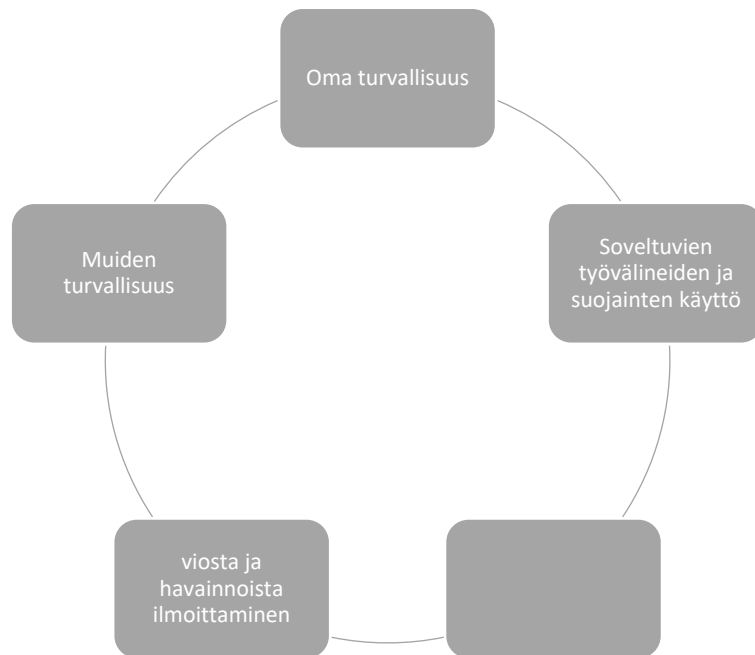 Oma turvallisuus
Soveltuvien
työvälineiden ja
suojainten käyttö
viosta ja
havainnoista
ilmoittaminen
Muiden
turvallisuus